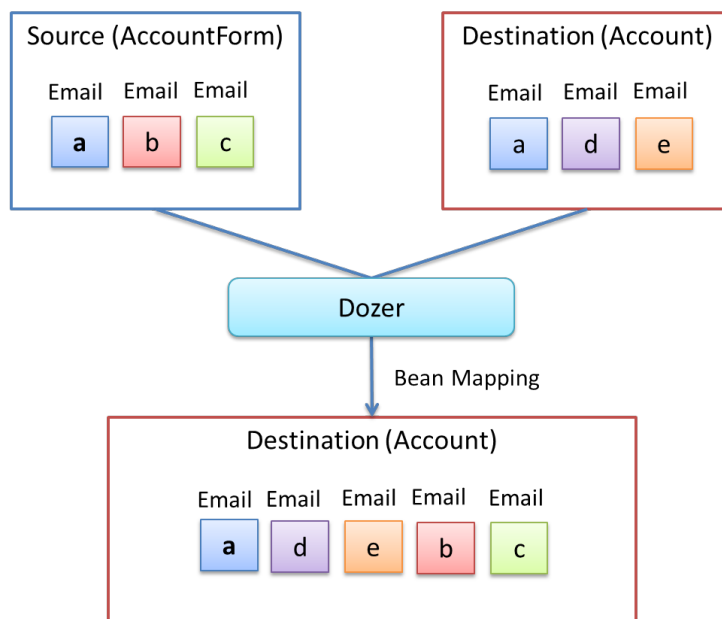 Source (AccountForm)
Email Email Email
a b c
Destination (Account)
Email Email Email
a d e
Dozer
Bean Mapping
Destination (Account)
Email Email Email Email Email
a d e b c